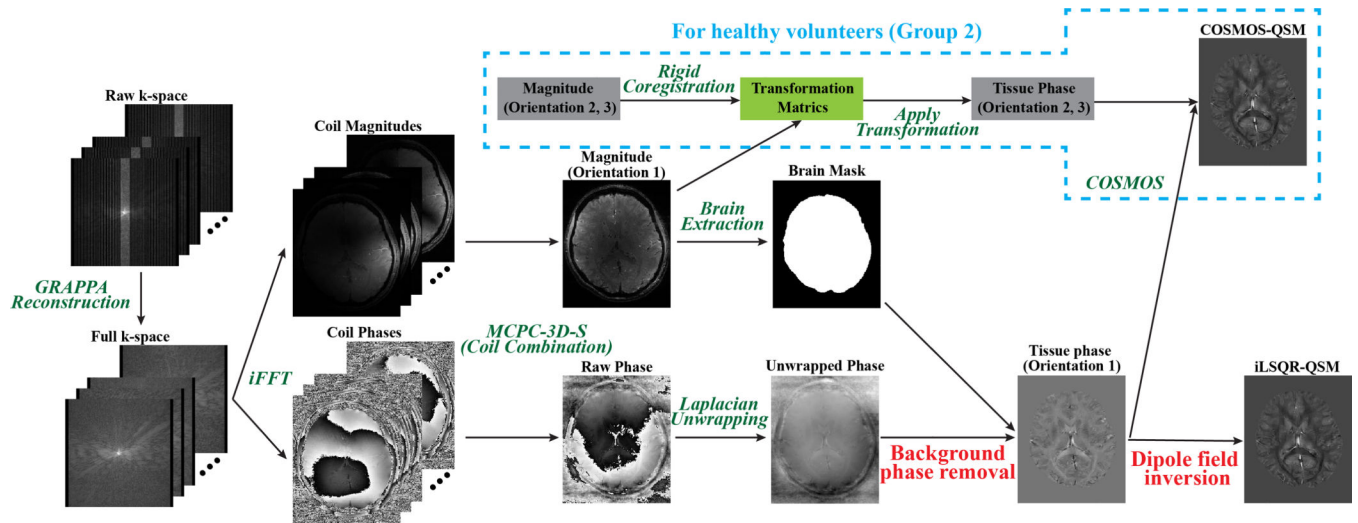 For healthy volunteers (Group 2)
COSMOS-QSM
Raw k-space
Coil Magnitudes
Magnitude
(Orientation 2, 3)
Rigid
Coregistration
Transformation
Matrics
Apply
Transformation
Tissue Phase
(Orientation 2, 3)
Magnitude
(Orientation 1)
Brain Mask
COSMOS
Brain
Extraction
GRAPPA
Reconstruction
Full k-space
iFFT
Coil Phases
MCPC-3D-S
(Coil Combination)
Raw Phase
Laplacian
Unwrapping
Unwrapped Phase
Background
phase removal
Tissue phase
(Orientation 1)
Dipole field
inversion
iLSQR-QSM